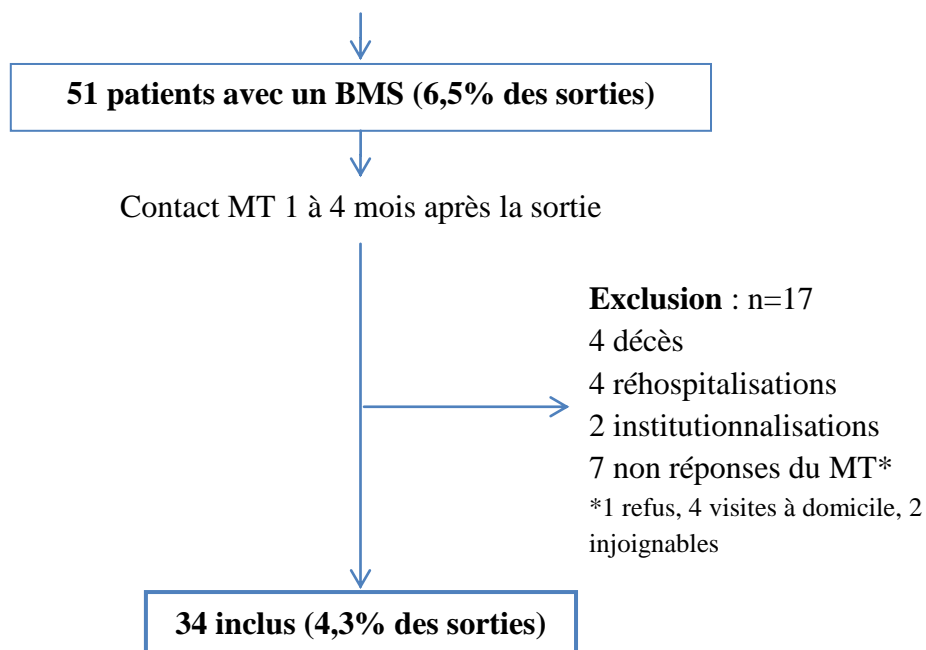 51 patients avec un BMS (6,5% des sorties)
Contact MT 1 à 4 mois après la sortie
Exclusion : n=17
4 décès
4 réhospitalisations
2 institutionnalisations
7 non réponses du MT*
*1 refus, 4 visites à domicile, 2
injoignables
34 inclus (4,3% des sorties)